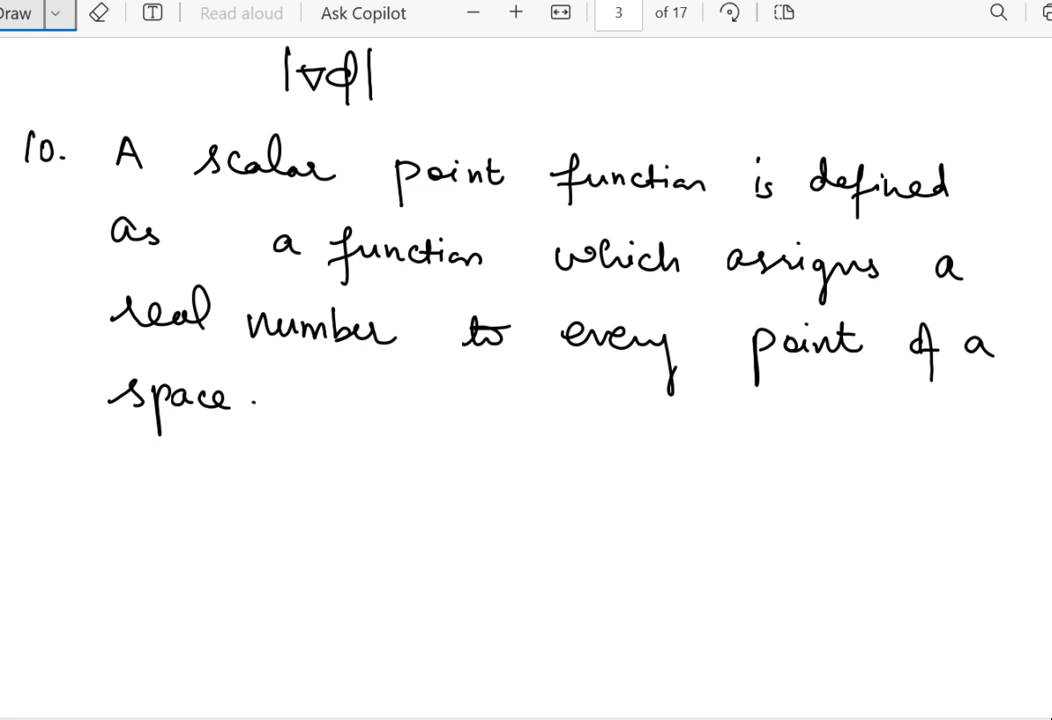 Draw Read aloud Ask Copilot 3 of 17
|∇φ|
10. A scalar point function is defined
as a function which assigns a
real number to every point of a
space.